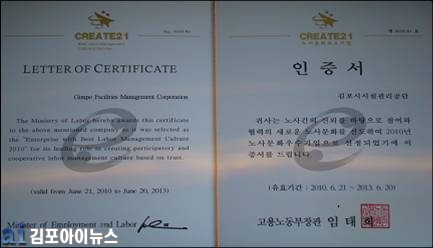 CREATE21
LETTER OF CERTIFICATE
Gimpo Facilities Management Corporation
The Ministry of Labor hereby awards this certificate
to the above mentioned company as it was selected as
the "Enterprise with Best Labor Management Culture
2010" for its leading role in creating participatory and
cooperative labor management culture based on trust.
(valid from June 21, 2010 to June 20, 2013)
Minister of Employment and Labor
CREATE21
노사문화우수기업
인증서
김포시시설관리공단
귀사는 노사간의 신뢰를 바탕으로 참여와
협력의 새로운 노사문화를 선도하여 2010년
노사문화우수기업으로 선정되었기에 이
증서를 드립니다.
(유효기간 : 2010. 6. 21 ~ 2013. 6. 20)
고용노동부장관 임태희
김포아이뉴스